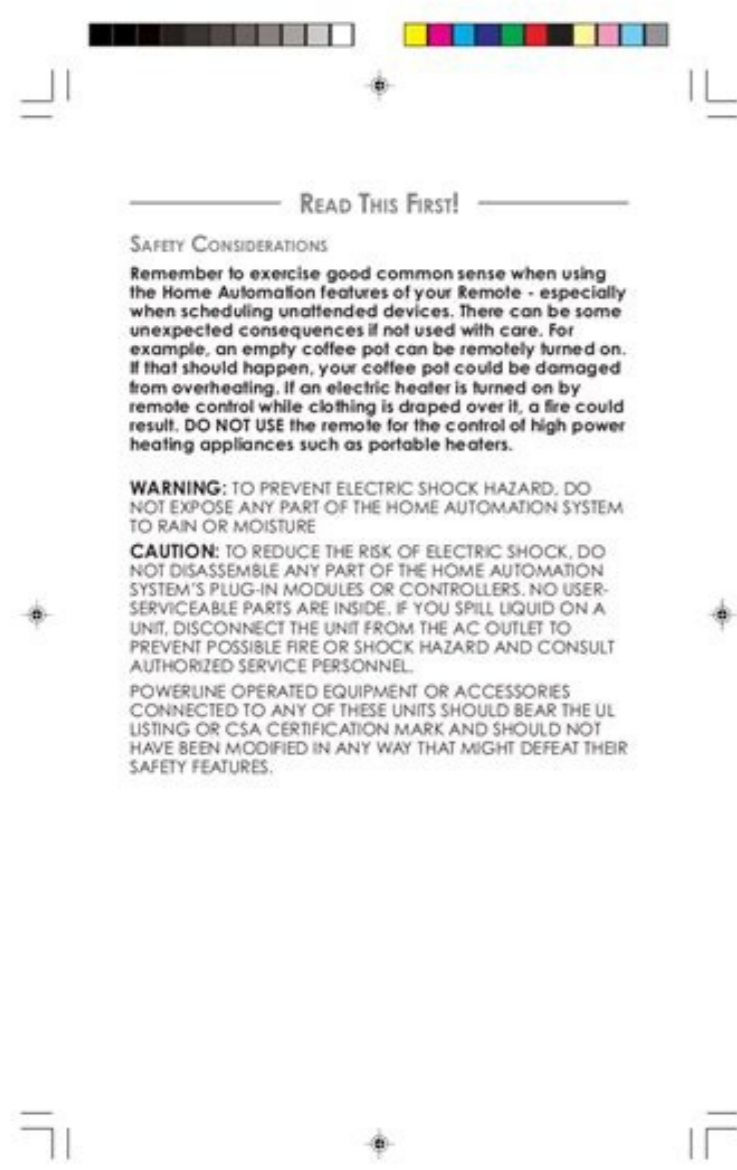 READ THIS FIRST!
SAFETY CONSIDERATIONS
Remember to exercise good common sense when using
the Home Automation features of your Remote - especially
when scheduling unattended devices. There can be some
unexpected consequences if not used with care. For
example, an empty coffee pot can be remotely turned on.
If that should happen, your coffee pot could be damaged
from overheating. If an electric heater is turned on by
remote control while clothing is draped over it, a fire could
result. DO NOT USE the remote for the control of high power
heating appliances such as portable heaters.
WARNING: TO PREVENT ELECTRIC SHOCK HAZARD, DO
NOT EXPOSE ANY PART OF THE HOME AUTOMATION SYSTEM
TO RAIN OR MOISTURE
CAUTION: TO REDUCE THE RISK OF ELECTRIC SHOCK, DO
NOT DISASSEMBLE ANY PART OF THE HOME AUTOMATION
SYSTEM'S PLUG-IN MODULES OR CONTROLLERS. NO USER-
SERVICEABLE PARTS ARE INSIDE. IF YOU SPILL LIQUID ON A
UNIT, DISCONNECT THE UNIT FROM THE AC OUTLET TO
PREVENT POSSIBLE FIRE OR SHOCK HAZARD AND CONSULT
AUTHORIZED SERVICE PERSONNEL.
POWERLINE OPERATED EQUIPMENT OR ACCESSORIES
CONNECTED TO ANY OF THESE UNITS SHOULD BEAR THE UL
LISTING OR CSA CERTIFICATION MARK AND SHOULD NOT
HAVE BEEN MODIFIED IN ANY WAY THAT MIGHT DEFEAT THEIR
SAFETY FEATURES.